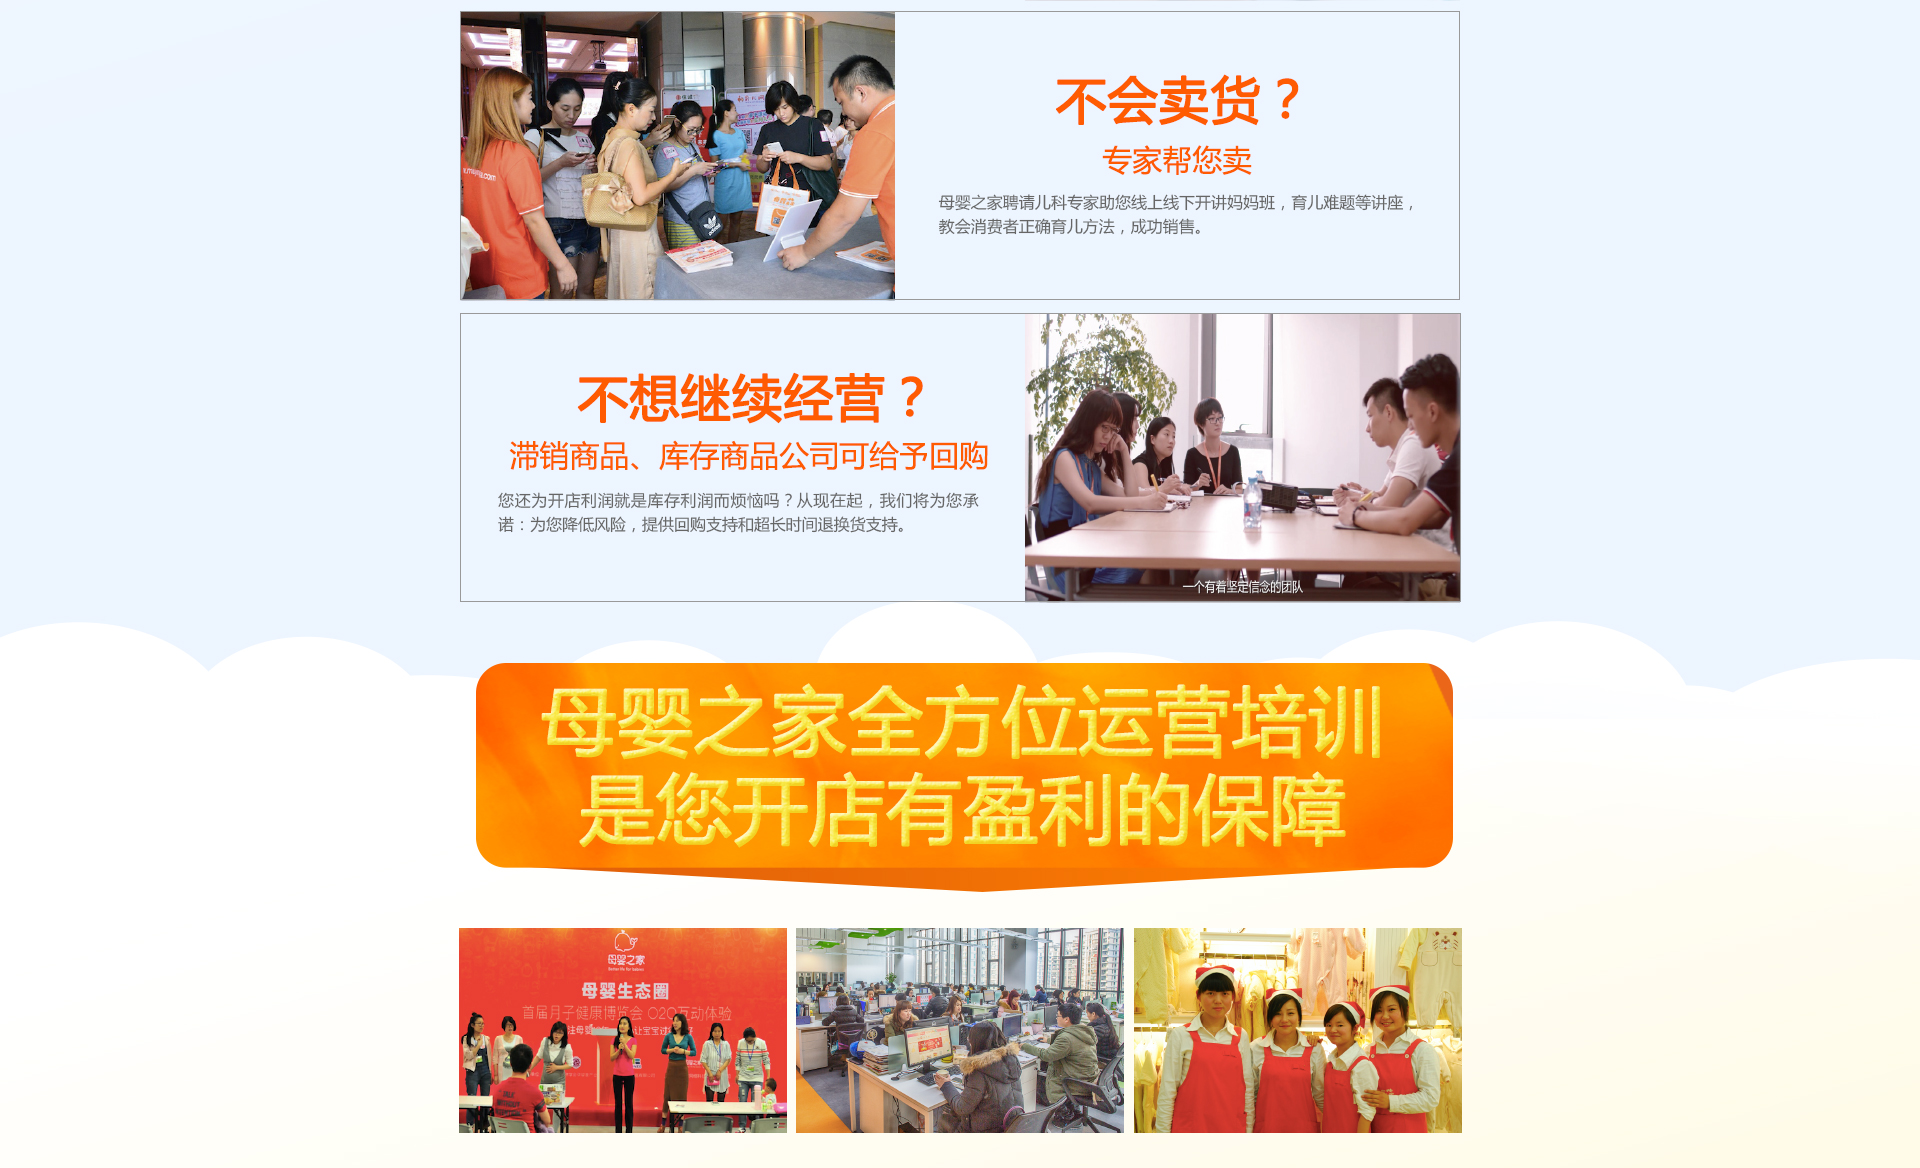 不会卖货？
专家帮您卖
母婴之家聘请儿科专家助您线上线下开讲妈妈班，育儿难题等讲座，
教会消费者正确育儿方法，成功销售。
不想继续经营？
滞销商品、库存商品公司可给予回购
您还为开店利润就是库存利润而烦恼吗？从现在起，我们将为您承
诺：为您降低风险，提供回购支持和超长时间退换货支持。
一个有着坚定信念的团队
母婴之家全方位运营培训
是您开店有盈利的保障
母婴之家
母婴生态圈
首届月子健康博览会 O2O互动体验